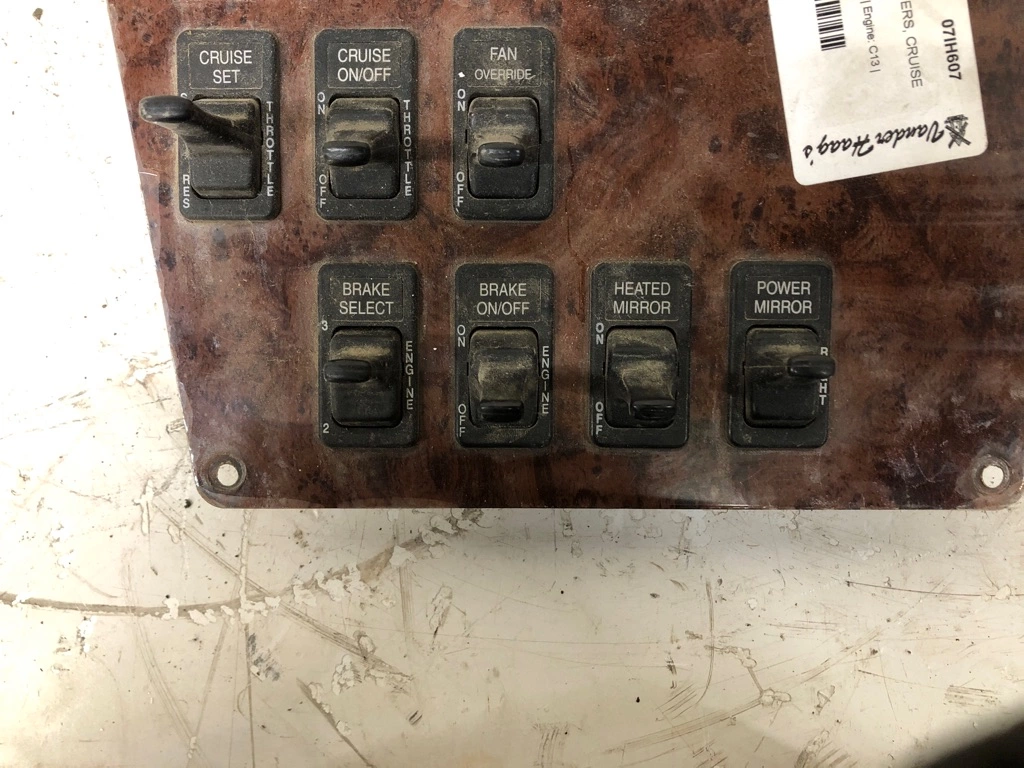 CRUISE
SET
THROTTLE
RES
CRUISE
ON/OFF
ON
THROTTLE
OFF
FAN
OVERRIDE
ON
OFF
BRAKE
SELECT
3
ENGINE
2
BRAKE
ON/OFF
ON
ENGINE
OFF
HEATED
MIRROR
ON
OFF
POWER
MIRROR
07IH607
ERS, CRUISE
| Engine: C13 |
Vander Haag's